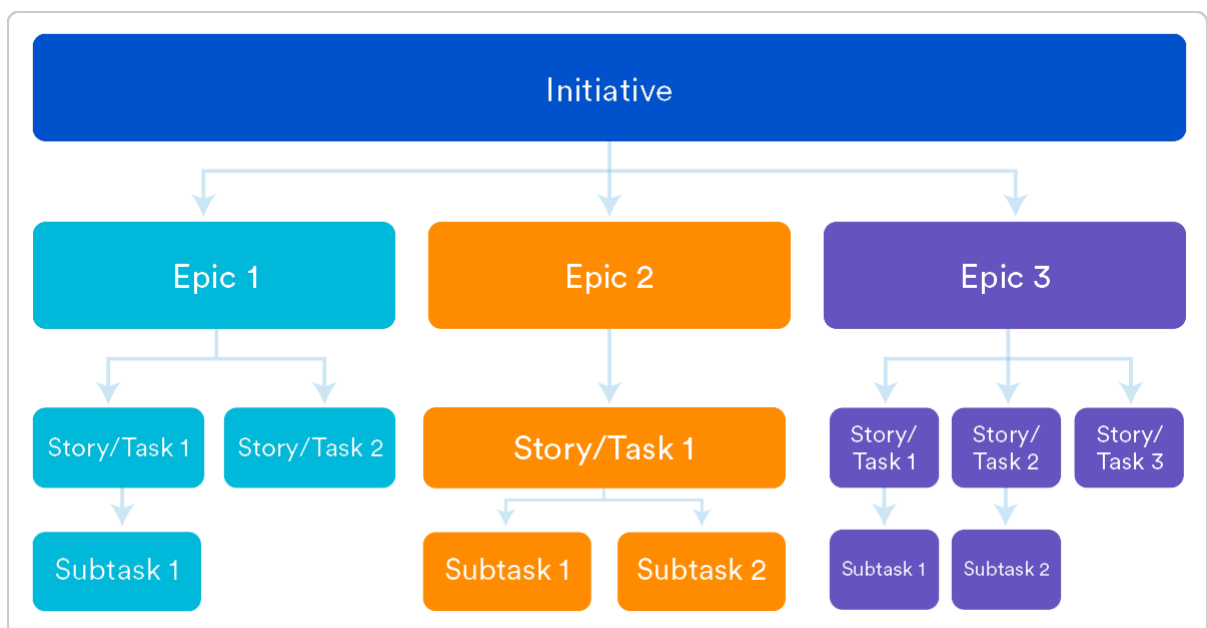 Initiative
Epic 1
Epic 2
Epic 3
Story/Task 1
Story/Task 2
Story/Task 1
Story/
Task 1
Story/
Task 2
Story/
Task 3
Subtask 1
Subtask 1
Subtask 2
Subtask 1
Subtask 2